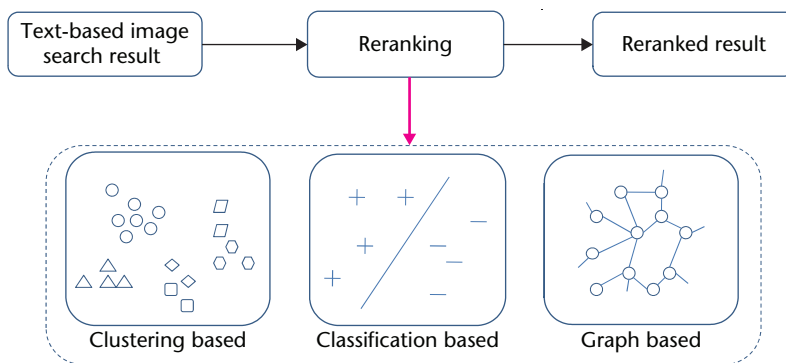 Text-based image
search result
Reranking
Reranked result
Clustering based
Classification based
Graph based